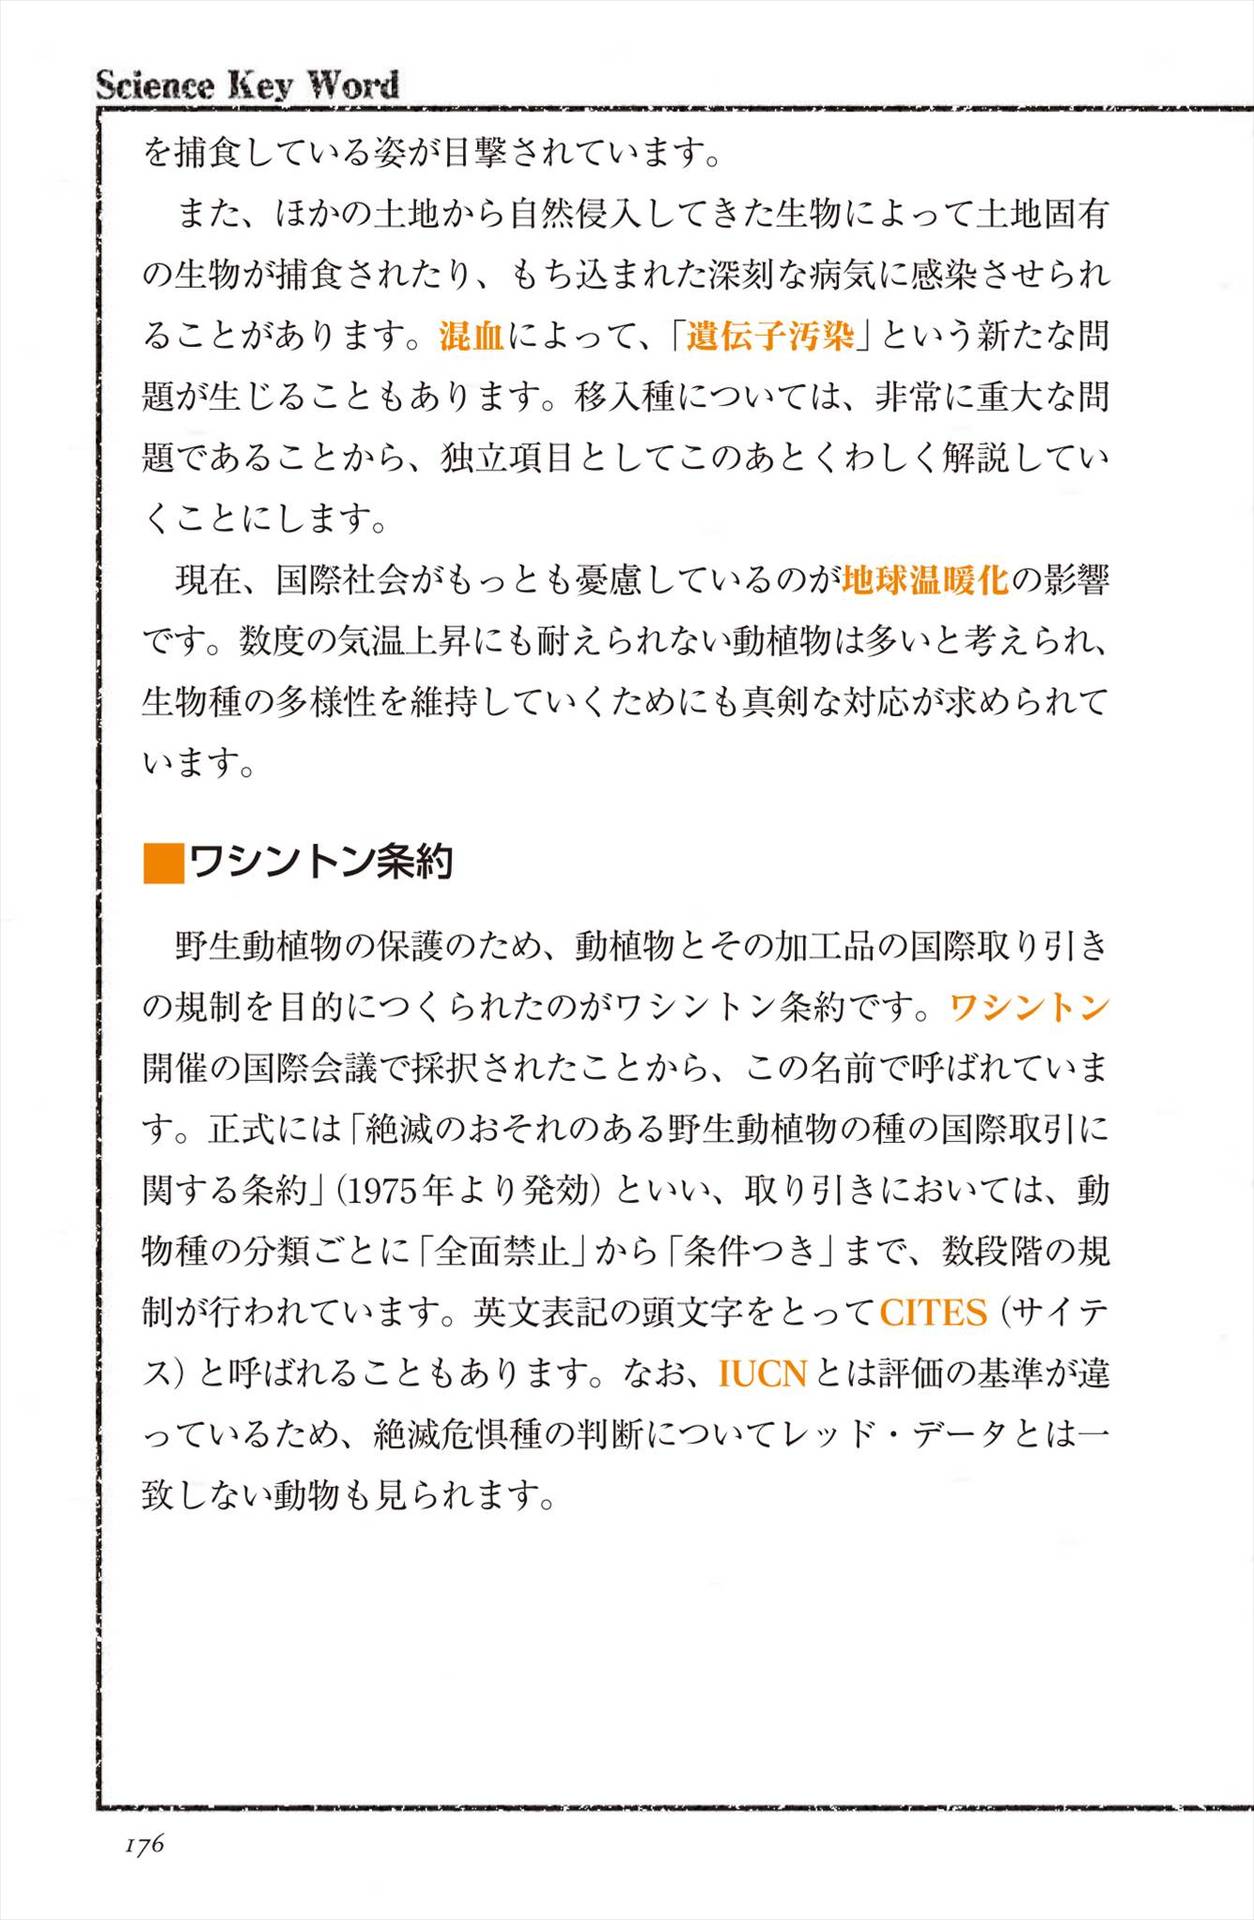 Science Key Word
を捕食している姿が目撃されています。
また、ほかの土地から自然侵入してきた生物によって土地固有
の生物が捕食されたり、もち込まれた深刻な病気に感染させられ
ることがあります。混血によって、「遺伝子汚染」という新たな問
題が生じることもあります。移入種については、非常に重大な問
題であることから、独立項目としてこのあとくわしく解説してい
くことにします。
現在、国際社会がもっとも憂慮しているのが地球温暖化の影響
です。数度の気温上昇にも耐えられない動植物は多いと考えられ、
生物種の多様性を維持していくためにも真剣な対応が求められて
います。
■ワシントン条約
野生動植物の保護のため、動植物とその加工品の国際取り引き
の規制を目的につくられたのがワシントン条約です。ワシントン
開催の国際会議で採択されたことから、この名前で呼ばれていま
す。正式には「絶滅のおそれのある野生動植物の種の国際取引に
関する条約」(1975年より発効)といい、取り引きにおいては、動
物種の分類ごとに「全面禁止」から「条件つき」まで、数段階の規
制が行われています。英文表記の頭文字をとってCITES(サイテ
ス)と呼ばれることもあります。なお、IUCNとは評価の基準が違
っているため、絶滅危惧種の判断についてレッド・データとは一
致しない動物も見られます。
176